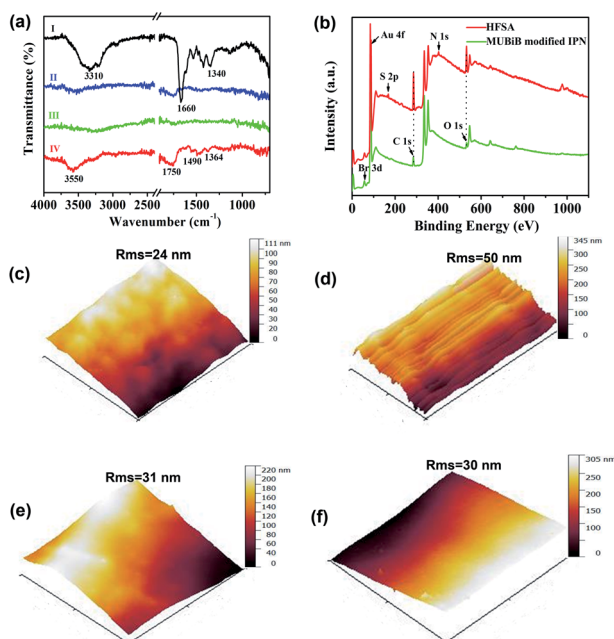 (a)
I
3310
1660
1340
II
III
IV
3550
1750
1490
1364
Transmittance (%)
4000 3500 3000 2500 2000 1500 1000
Wavenumber (cm-1)
(b)
HFSA
MUBiB modified IPN
Au 4f
N 1s
S 2p
C 1s
O 1s
Br 3d
Intensity (a.u.)
0 200 400 600 800 1000
Binding Energy (eV)
(c)
Rms=24 nm
111 nm
100
90
80
70
60
50
40
30
20
10
0
(d)
Rms=50 nm
345 nm
300
250
200
150
100
50
0
(e)
Rms=31 nm
220 nm
200
180
160
140
120
100
80
60
40
0
(f)
Rms=30 nm
305 nm
250
200
150
100
50
0